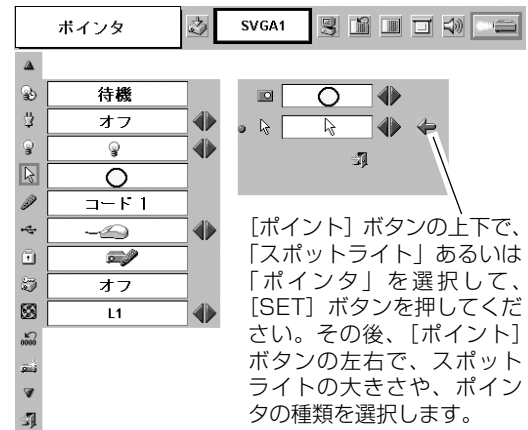 ポインタ
SVGA1
待機
オフ
コード 1
オフ
L1
0000
［ポイント］ボタンの上下で、
「スポットライト」あるいは
「ポインタ」を選択して、
［SET］ボタンを押してくだ
さい。その後、［ポイント］
ボタンの左右で、スポット
ライトの大きさや、ポイン
タの種類を選択します。